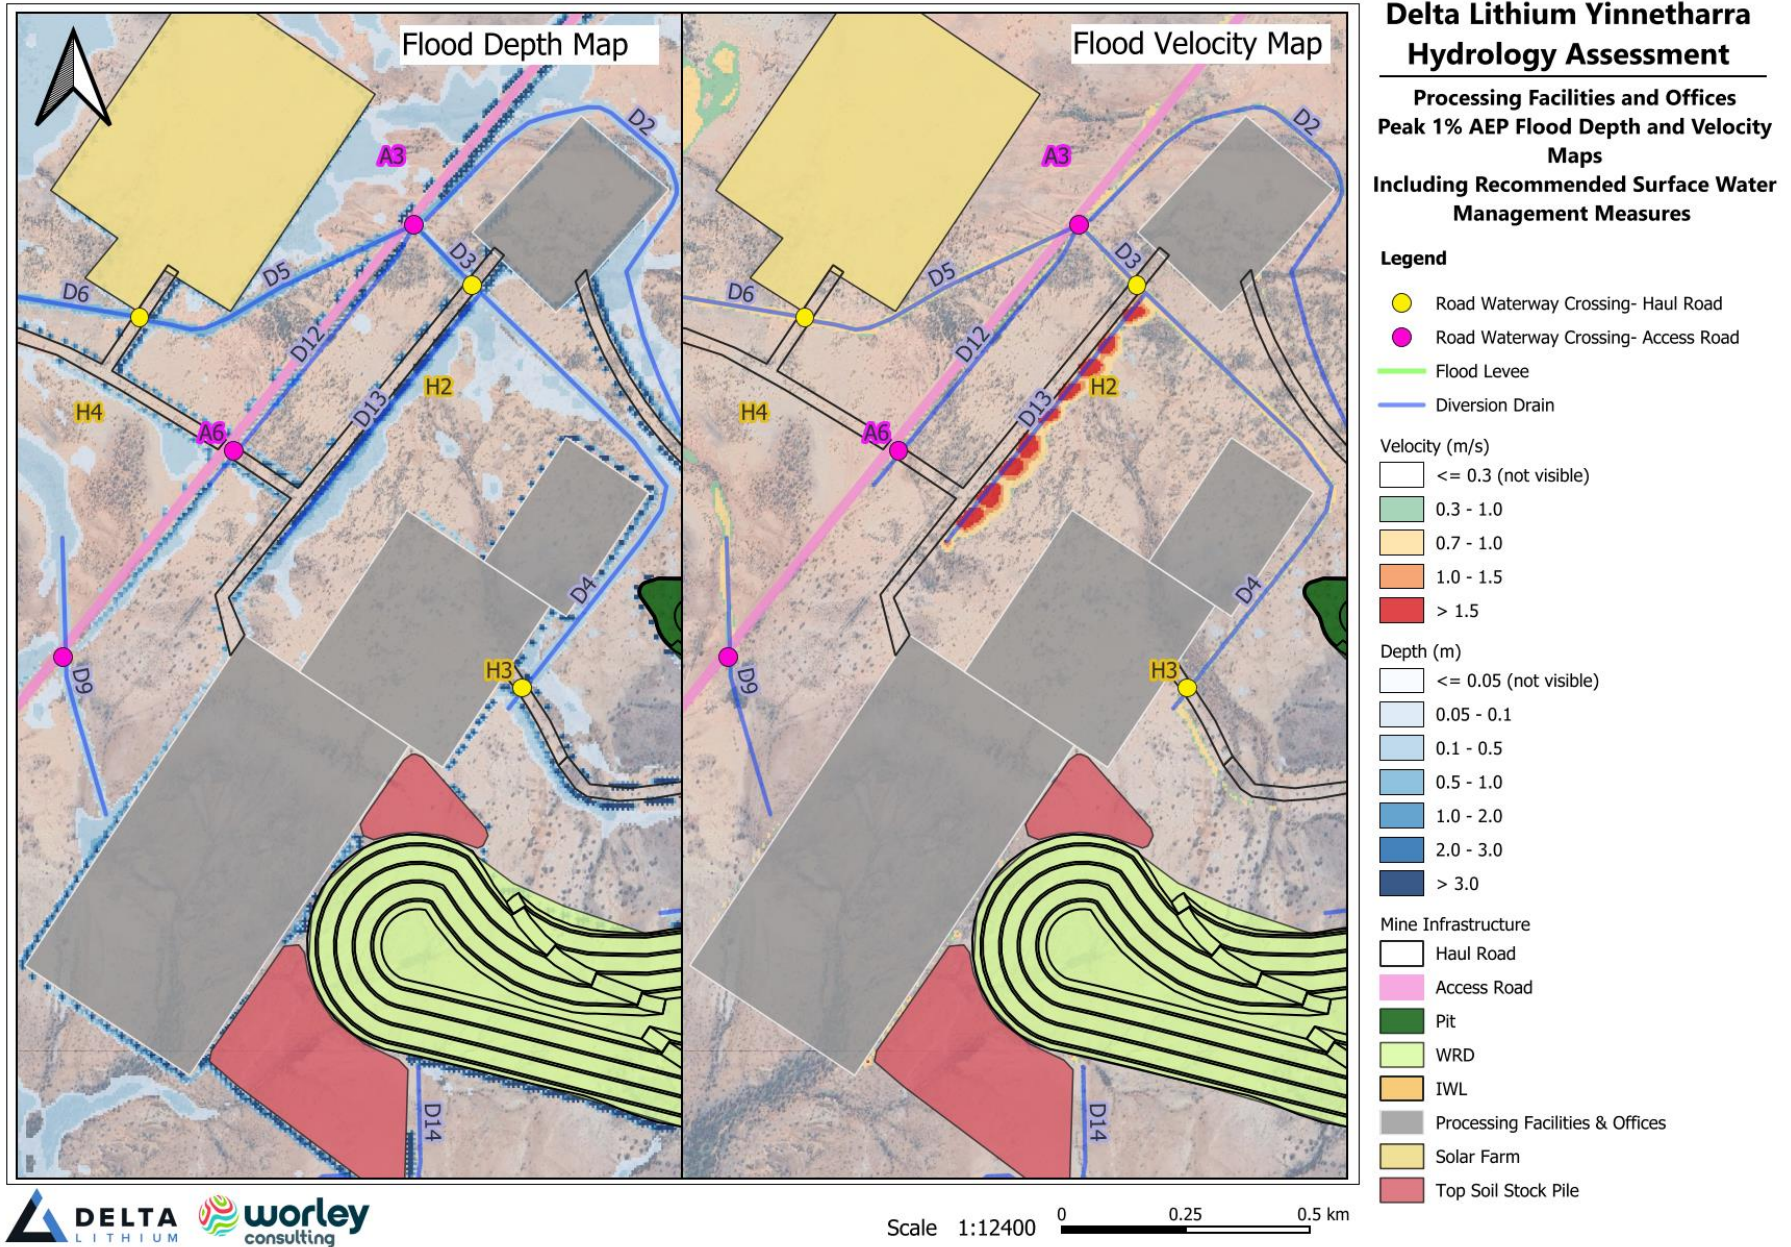 Flood Depth Map
A3
D2
D3
D5
D6
D12
H2
D13
H4
A6
D4
H3
D9
D14
Flood Velocity Map
A3
D2
D3
D5
D6
D12
H2
D13
H4
A6
D4
H3
D9
D14
Delta Lithium Yinnetharra
Hydrology Assessment
Processing Facilities and Offices
Peak 1% AEP Flood Depth and Velocity
Maps
Including Recommended Surface Water
Management Measures
Legend
Road Waterway Crossing- Haul Road
Road Waterway Crossing- Access Road
Flood Levee
Diversion Drain
Velocity (m/s)
<= 0.3 (not visible)
0.3 - 1.0
0.7 - 1.0
1.0 - 1.5
> 1.5
Depth (m)
<= 0.05 (not visible)
0.05 - 0.1
0.1 - 0.5
0.5 - 1.0
1.0 - 2.0
2.0 - 3.0
> 3.0
Mine Infrastructure
Haul Road
Access Road
Pit
WRD
IWL
Processing Facilities & Offices
Solar Farm
Top Soil Stock Pile
DELTA
LITHIUM
worley
consulting
Scale 1:12400
0 0.25 0.5 km